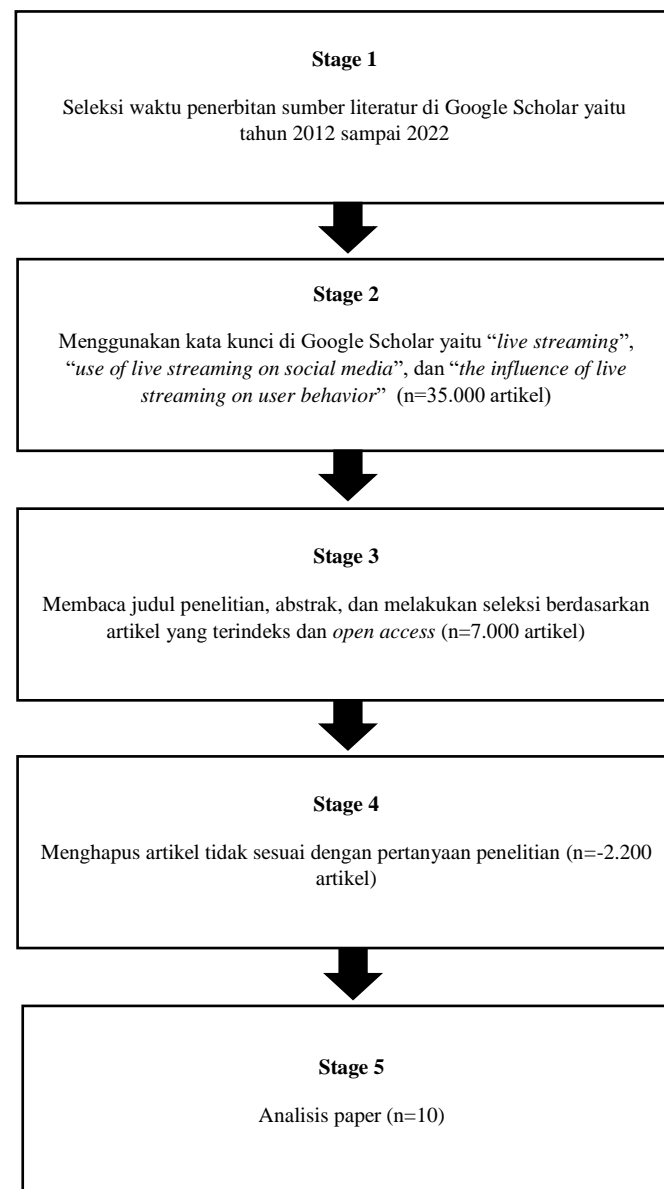 Stage 1
Seleksi waktu penerbitan sumber literatur di Google Scholar yaitu
tahun 2012 sampai 2022
Stage 2
Menggunakan kata kunci di Google Scholar yaitu “live streaming”,
“use of live streaming on social media”, dan “the influence of live
streaming on user behavior” (n=35.000 artikel)
Stage 3
Membaca judul penelitian, abstrak, dan melakukan seleksi berdasarkan
artikel yang terindeks dan open access (n=7.000 artikel)
Stage 4
Menghapus artikel tidak sesuai dengan pertanyaan penelitian (n=-2.200
artikel)
Stage 5
Analisis paper (n=10)